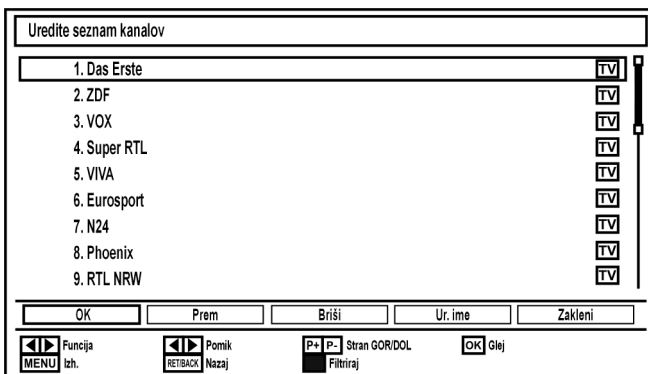 Uredite seznam kanalov
1. Das Erste TV
2. ZDF TV
3. VOX TV
4. Super RTL TV
5. VIVA TV
6. Eurosport TV
7. N24 TV
8. Phoenix TV
9. RTL NRW TV
OK Prem Briši Ur. ime Zakleni
Funcija Pomik P+ P- Stran GOR/DOL OK Glej
MENU Izh. RET/BACK Nazaj Filtriraj